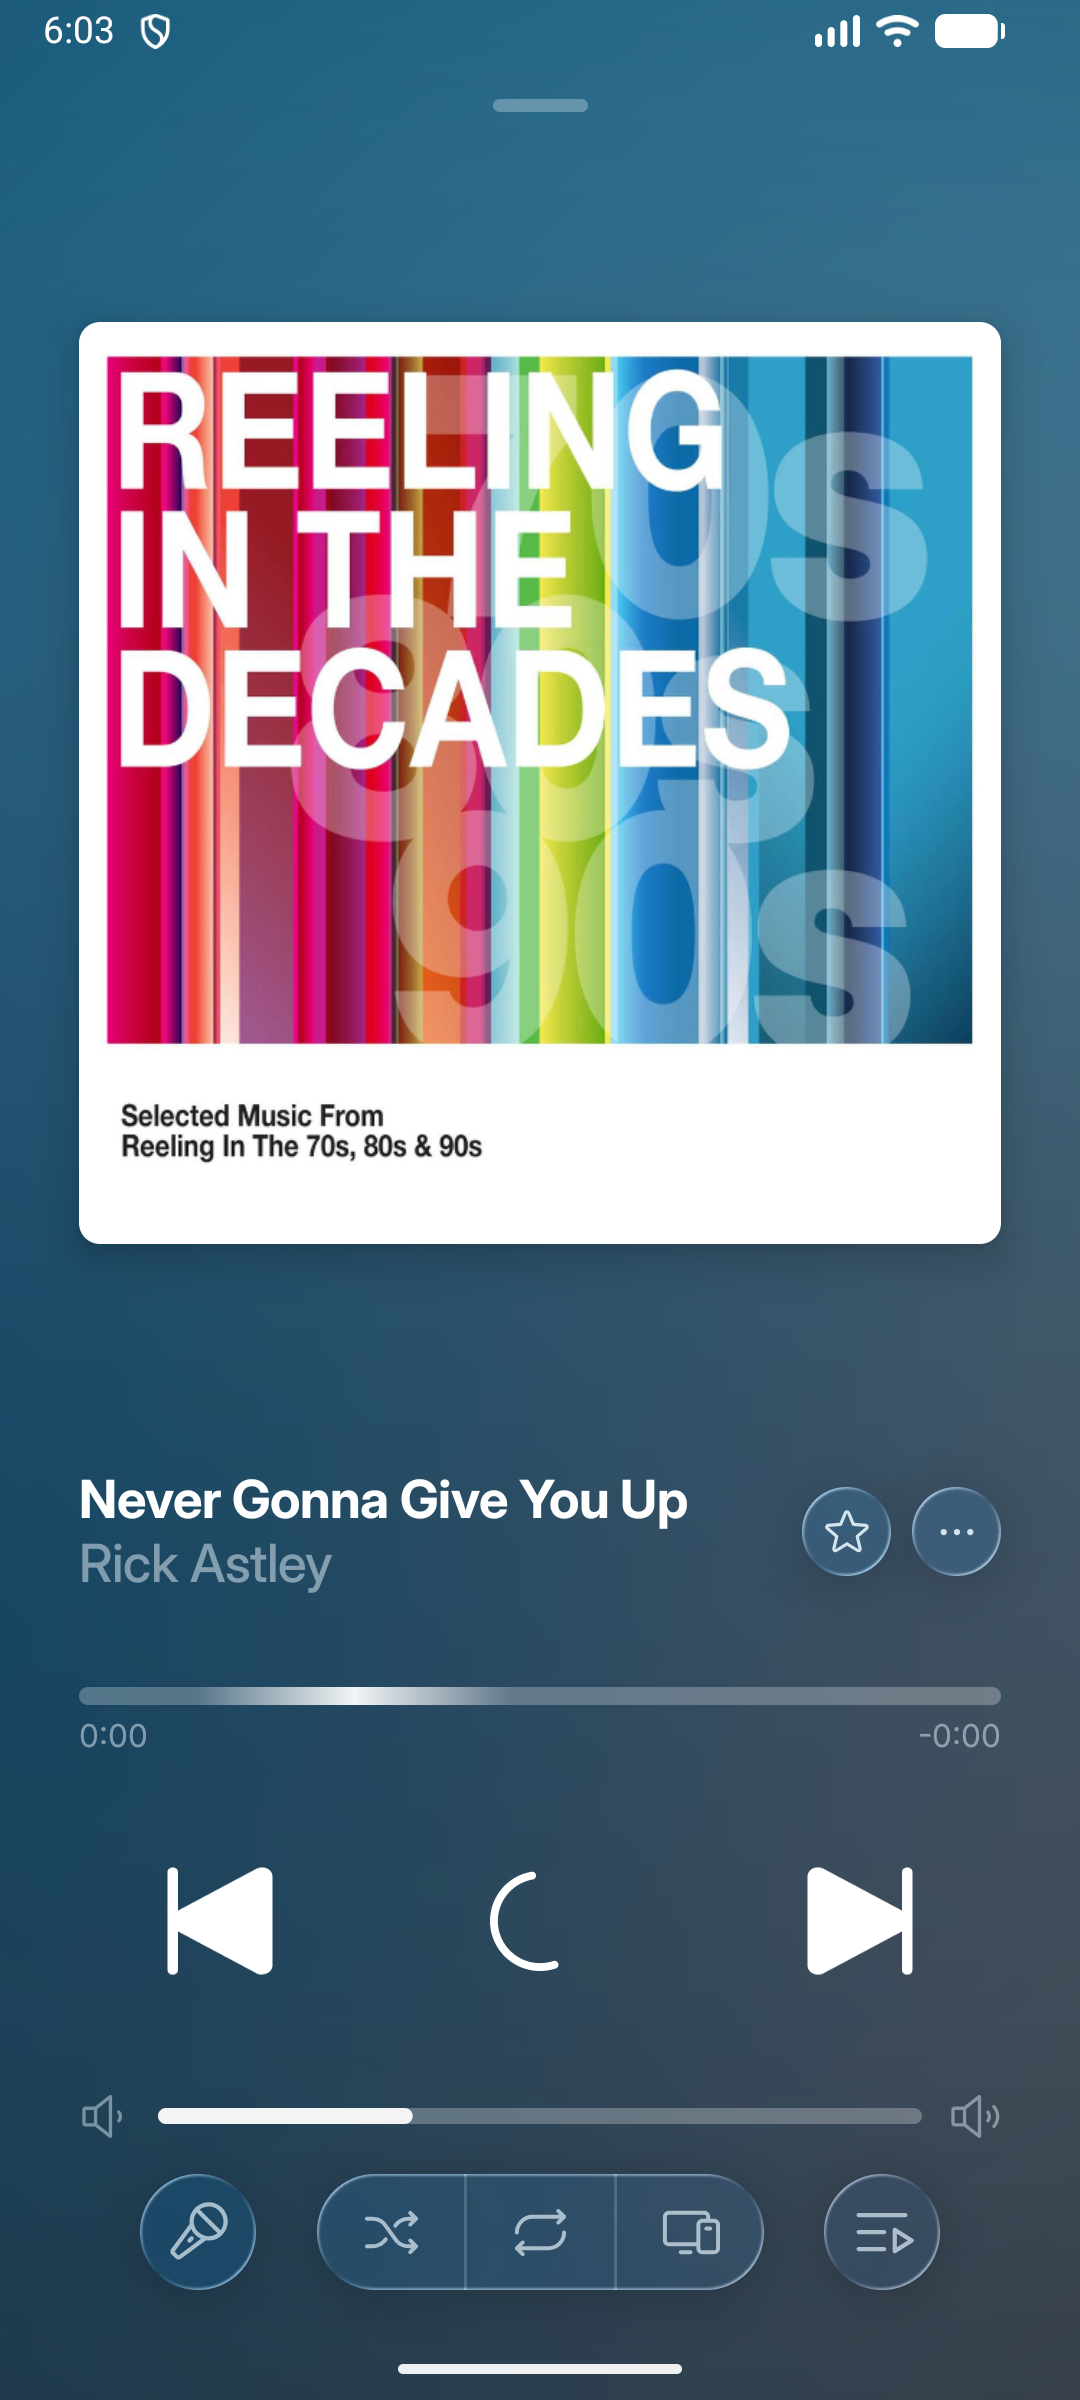 6:03
REELING
IN THE
DECADES
70s
80s
90s
Selected Music From
Reeling In The 70s, 80s & 90s
Never Gonna Give You Up
Rick Astley
0:00
-0:00